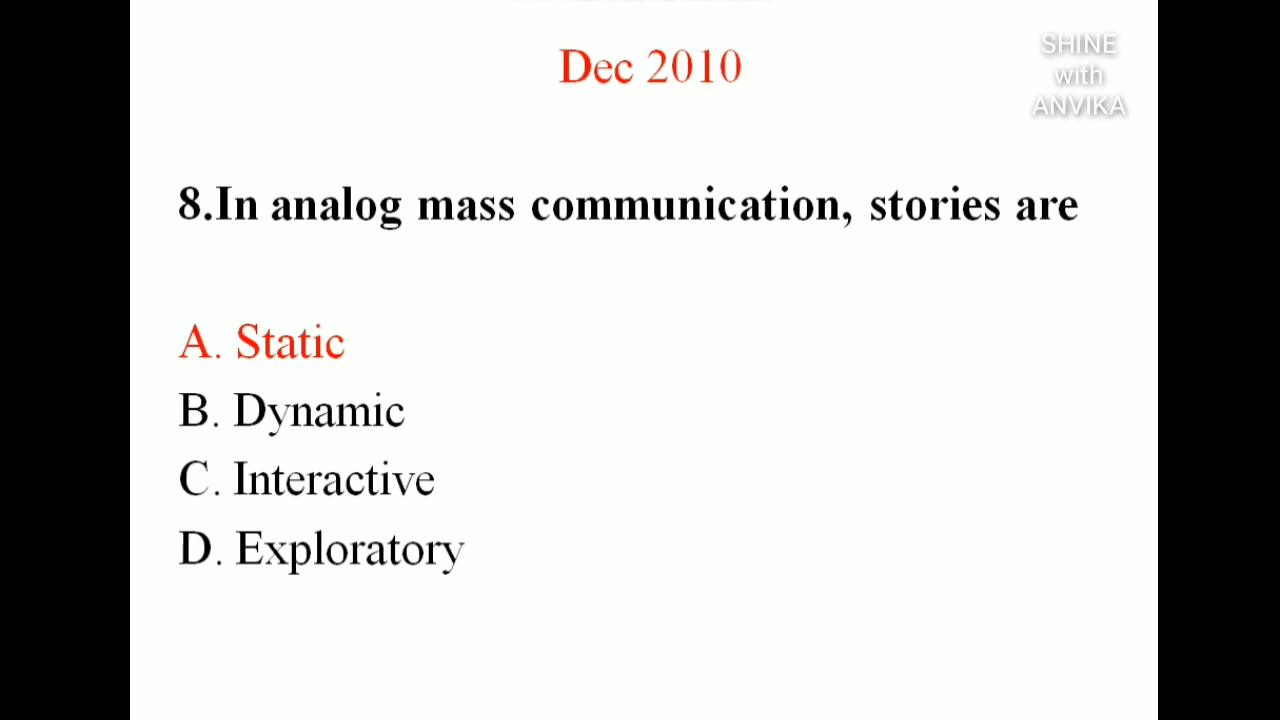 Dec 2010
SHINE
with
ANVIKA
8.In analog mass communication, stories are
A. Static
B. Dynamic
C. Interactive
D. Exploratory